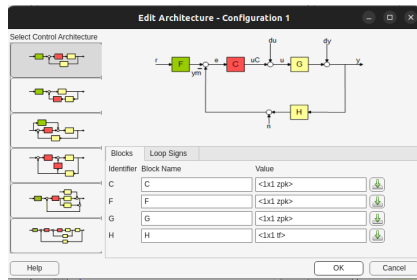 Edit Architecture - Configuration 1
Select Control Architecture
du
dy
r
F
e
C
uC
u
G
y
ym
H
n
Blocks
Loop Signs
Identifier Block Name Value
C C <1x1 zpk>
F F <1x1 zpk>
G G <1x1 zpk>
H H <1x1 tf>
Help
OK
Cancel